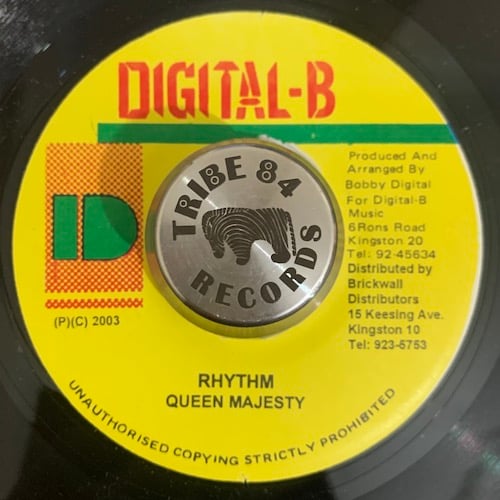 DIGITAL-B
Produced And
Arranged By
Bobby Digital
For Digital-B
Music
6Rons Road
Kingston 20
Tel: 92-45634
Distributed by
Brickwall
Distributors
15 Keesing Ave.
Kingston 10
Tel: 923-5753
TRIBE 84
RECORDS
D
(P)(C) 2003
RHYTHM
QUEEN MAJESTY
UNAUTHORISED COPYING STRICTLY PROHIBITED